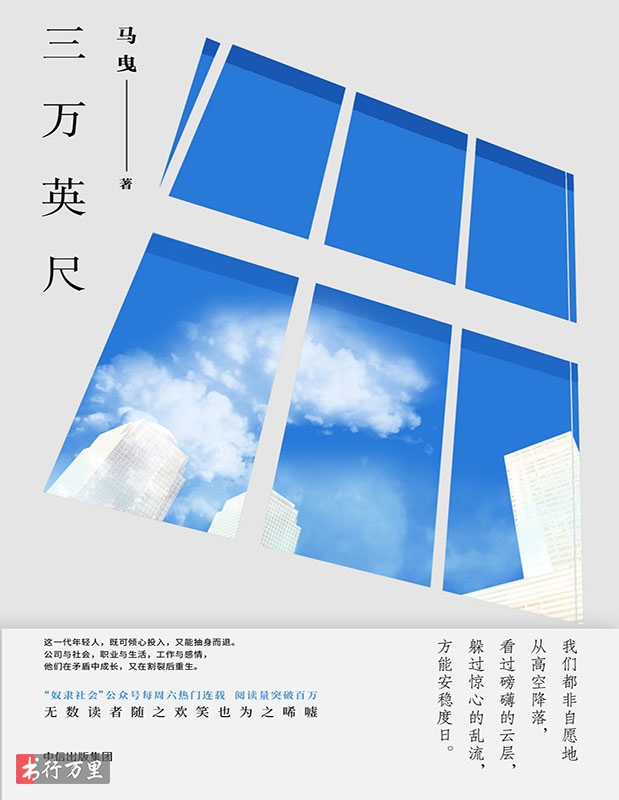 三万英尺
马曳
著
这一代年轻人，既可倾心投入，又能抽身而退。
公司与社会，职业与生活，工作与感情，
他们在矛盾中成长，又在割裂后重生。
“奴隶社会”公众号每周六热门连载 阅读量突破百万
无数读者随之欢笑也为之唏嘘
我们都非自愿地
从高空降落，
看过磅礴的云层，
躲过惊心的乱流，
方能安稳度日。
中信出版集团
书行万里